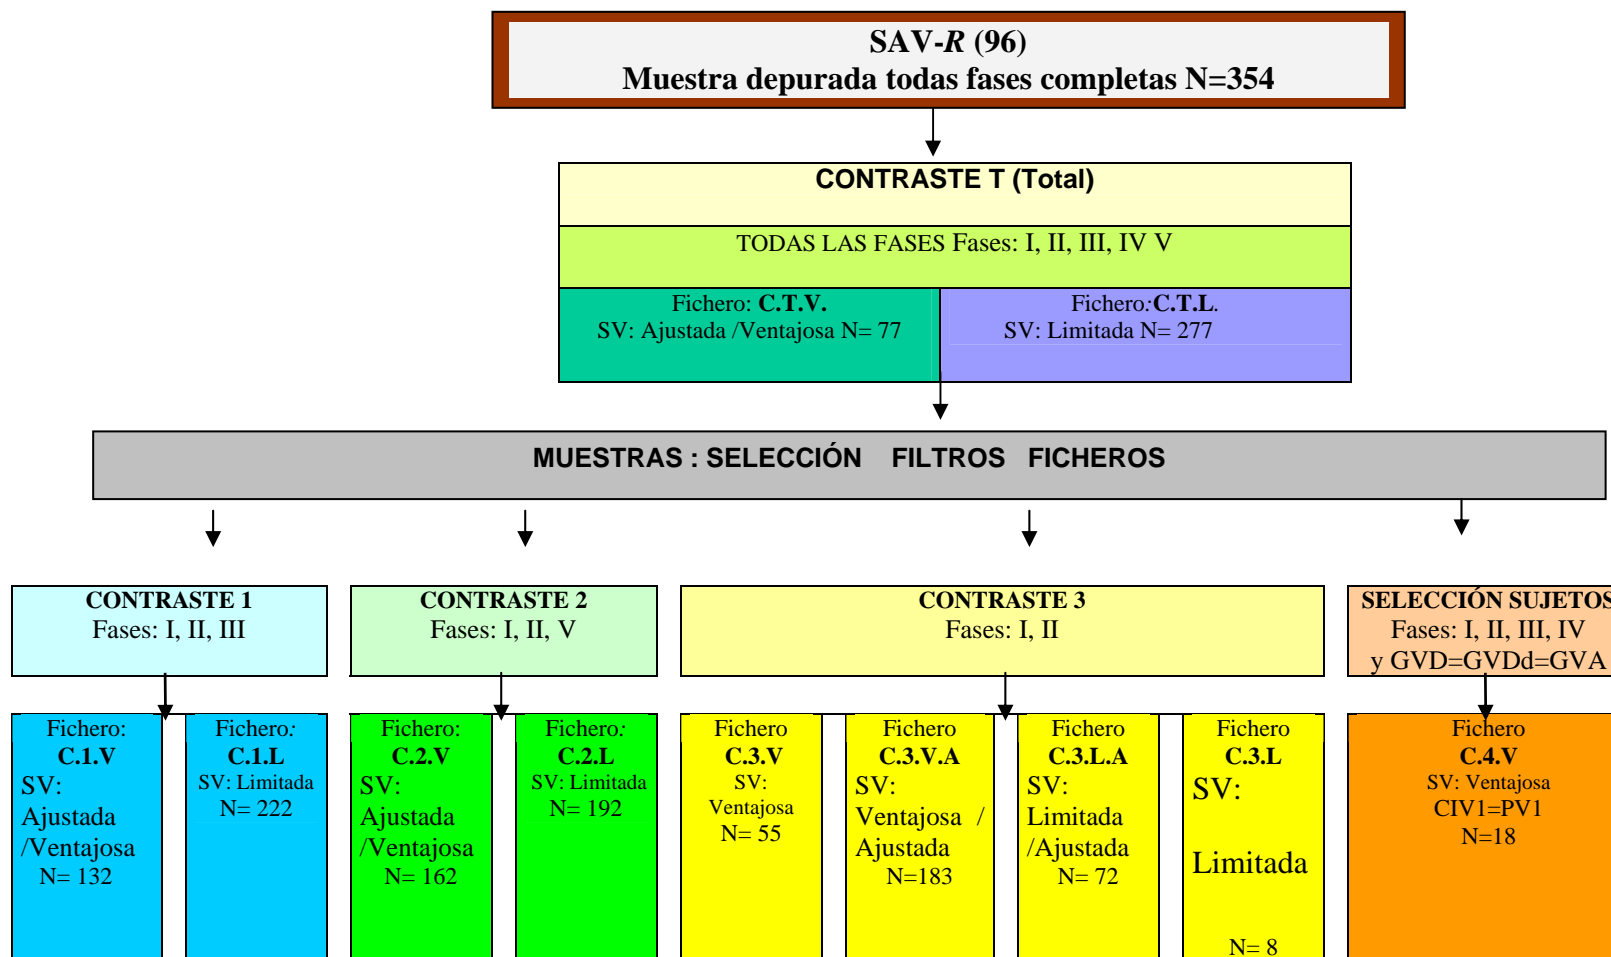 SAV-R (96)
Muestra depurada todas fases completas N=354
CONTRASTE T (Total)
TODAS LAS FASES Fases: I, II, III, IV V
Fichero: C.T.V.
SV: Ajustada /Ventajosa N= 77
Fichero:C.T.L.
SV: Limitada N= 277
MUESTRAS : SELECCIÓN FILTROS FICHEROS
CONTRASTE 1
Fases: I, II, III
CONTRASTE 2
Fases: I, II, V
CONTRASTE 3
Fases: I, II
SELECCIÓN SUJETOS
Fases: I, II, III, IV
y GVD=GVDd=GVA
Fichero:
C.1.V
SV:
Ajustada
/Ventajosa
N= 132
Fichero:
C.1.L
SV: Limitada
N= 222
Fichero:
C.2.V
SV:
Ajustada
/Ventajosa
N= 162
Fichero:
C.2.L
SV: Limitada
N= 192
Fichero
C.3.V
SV:
Ventajosa
N= 55
Fichero
C.3.V.A
SV:
Ventajosa /
Ajustada
N=183
Fichero
C.3.L.A
SV:
Limitada
/Ajustada
N= 72
Fichero
C.3.L
SV:
Limitada
N= 8
Fichero
C.4.V
SV: Ventajosa
CIV1=PV1
N=18